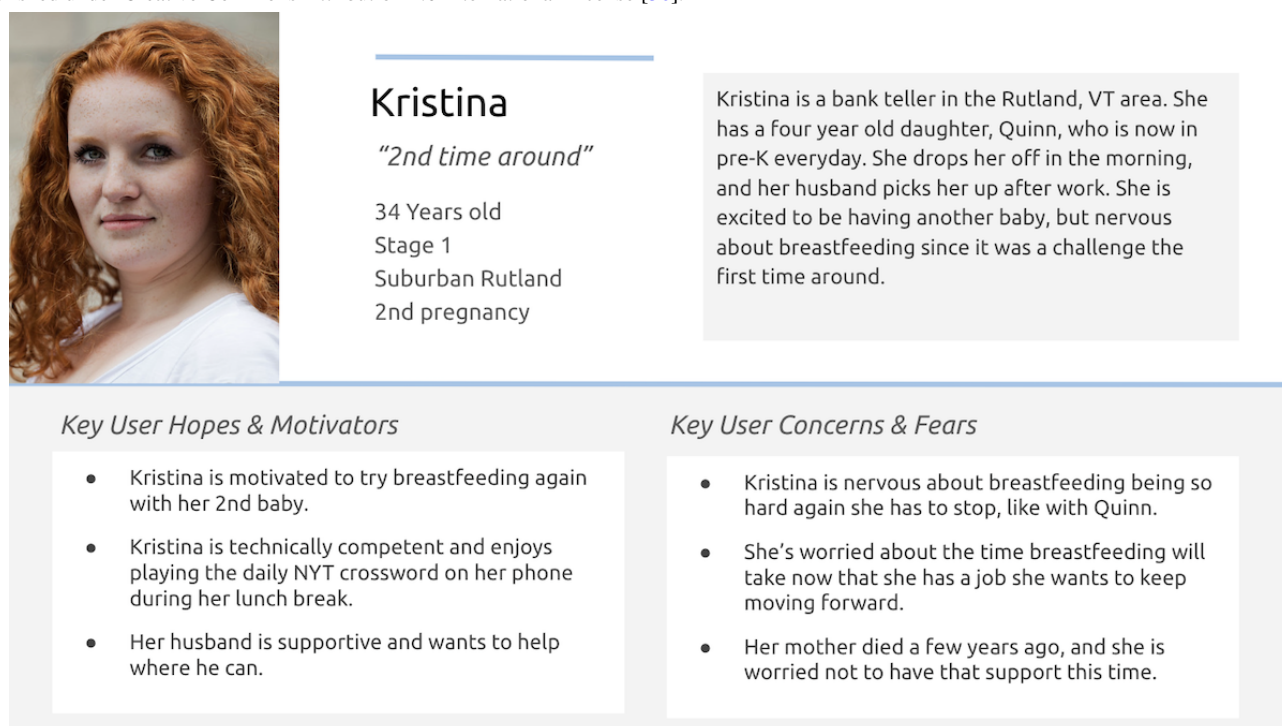 Kristina
“2nd time around”
34 Years old
Stage 1
Suburban Rutland
2nd pregnancy
Kristina is a bank teller in the Rutland, VT area. She
has a four year old daughter, Quinn, who is now in
pre-K everyday. She drops her off in the morning,
and her husband picks her up after work. She is
excited to be having another baby, but nervous
about breastfeeding since it was a challenge the
first time around.
Key User Hopes & Motivators
● Kristina is motivated to try breastfeeding again
with her 2nd baby.
● Kristina is technically competent and enjoys
playing the daily NYT crossword on her phone
during her lunch break.
● Her husband is supportive and wants to help
where he can.
Key User Concerns & Fears
● Kristina is nervous about breastfeeding being so
hard again she has to stop, like with Quinn.
● She’s worried about the time breastfeeding will
take now that she has a job she wants to keep
moving forward.
● Her mother died a few years ago, and she is
worried not to have that support this time.